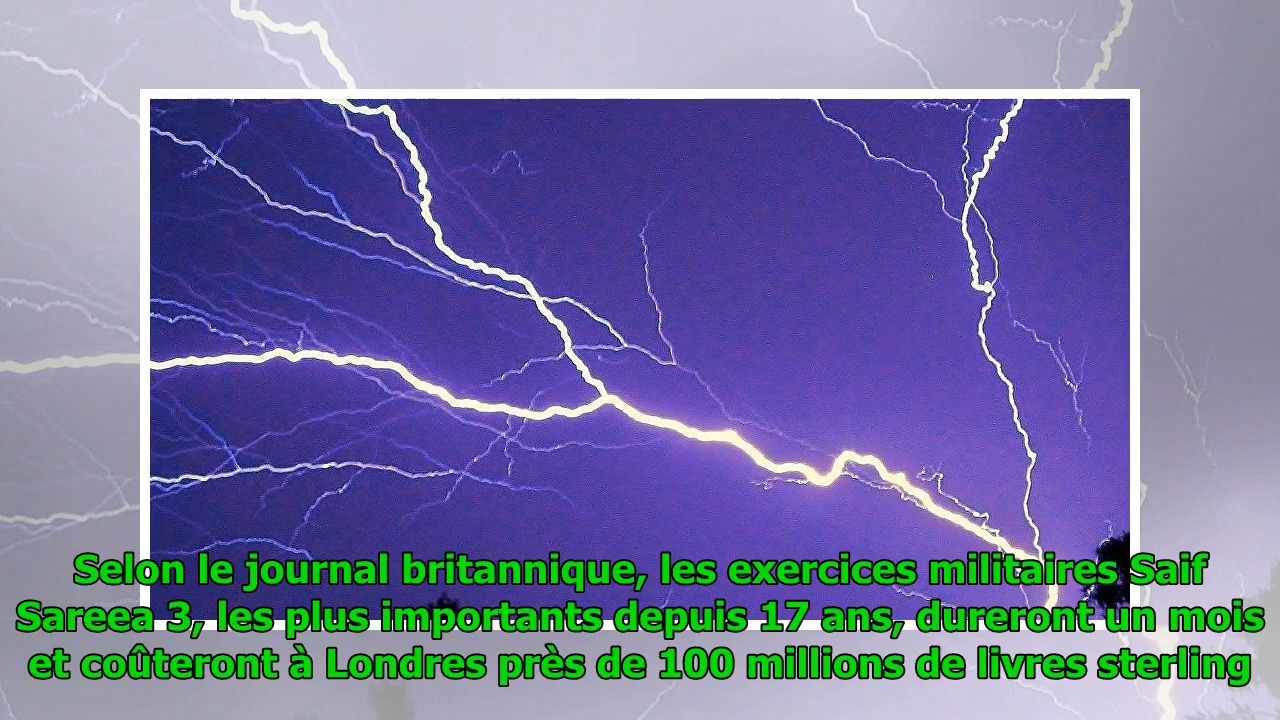 Selon le journal britannique, les exercices militaires Saif
Sareea 3, les plus importants depuis 17 ans, dureront un mois
et coûteront à Londres près de 100 millions de livres sterling